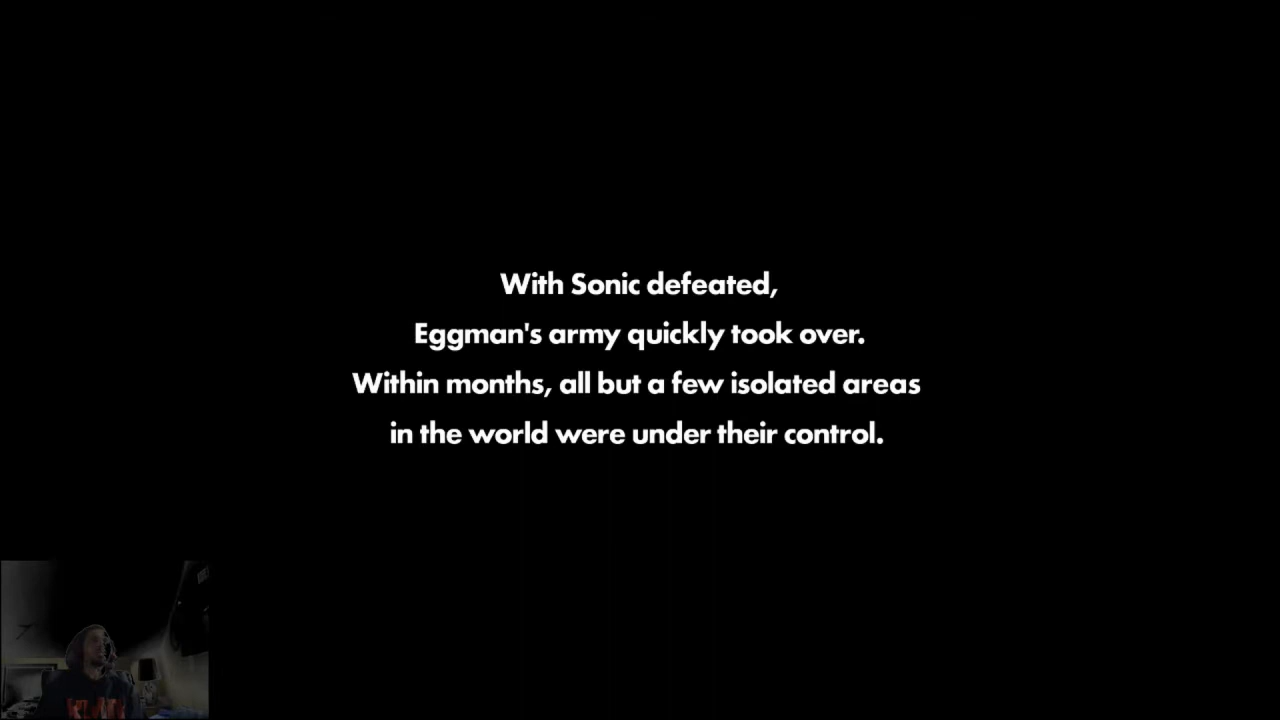 With Sonic defeated,
Eggman's army quickly took over.
Within months, all but a few isolated areas
in the world were under their control.